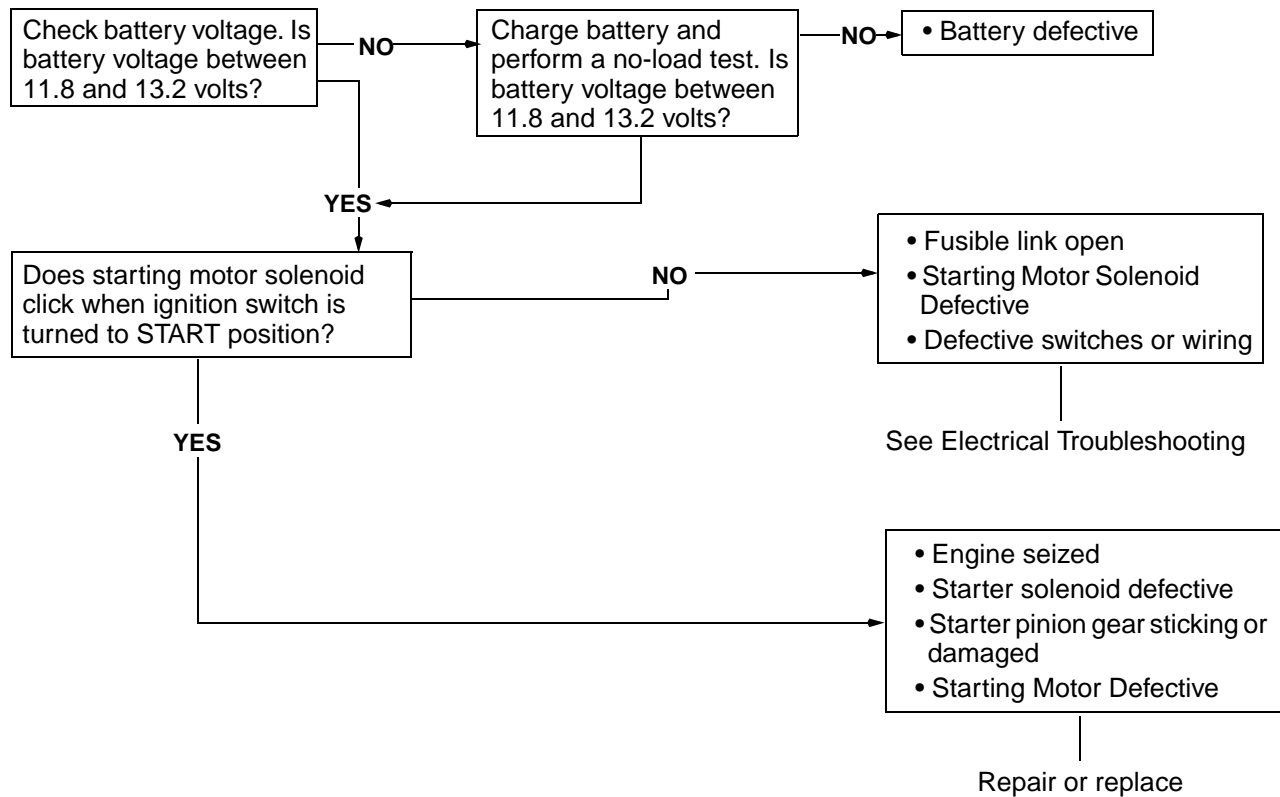 Check battery voltage. Is
battery voltage between
11.8 and 13.2 volts?
NO
Charge battery and
perform a no-load test. Is
battery voltage between
11.8 and 13.2 volts?
NO
• Battery defective
YES
Does starting motor solenoid
click when ignition switch is
turned to START position?
NO
• Fusible link open
• Starting Motor Solenoid
Defective
• Defective switches or wiring
See Electrical Troubleshooting
YES
• Engine seized
• Starter solenoid defective
• Starter pinion gear sticking or
damaged
• Starting Motor Defective
Repair or replace